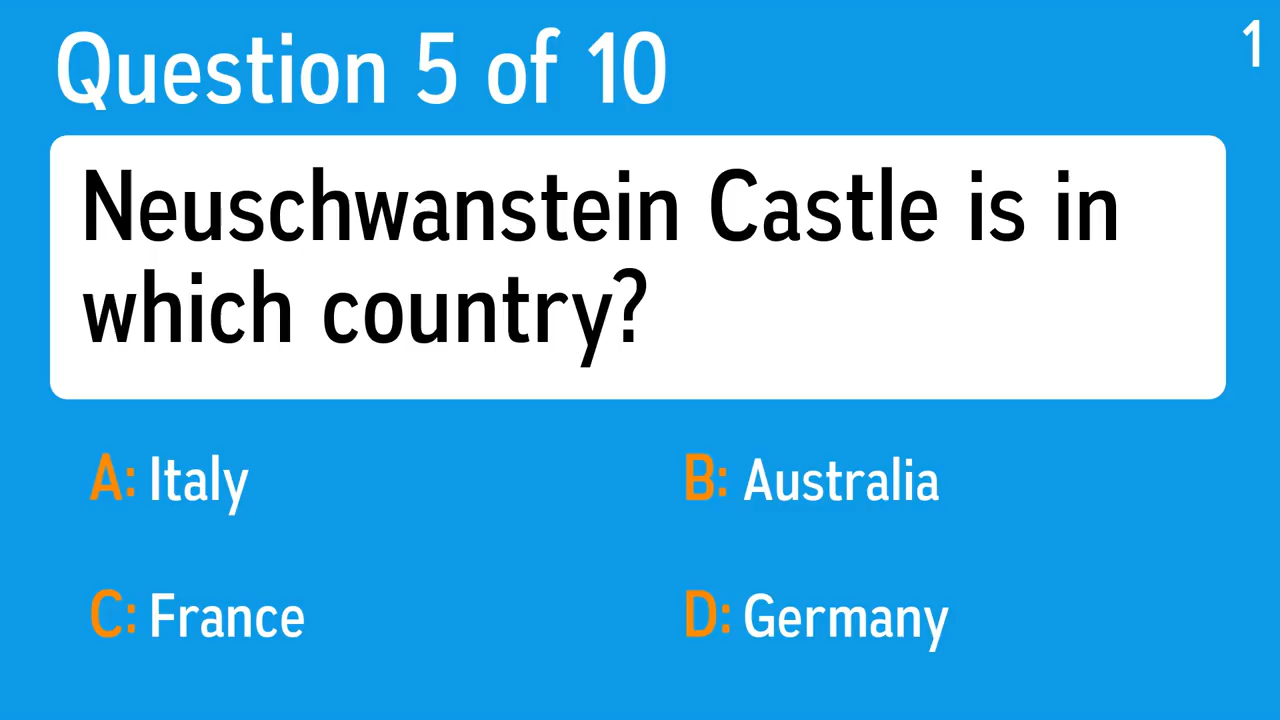 Question 5 of 10
1
Neuschwanstein Castle is in
which country?
A: Italy
B: Australia
C: France
D: Germany